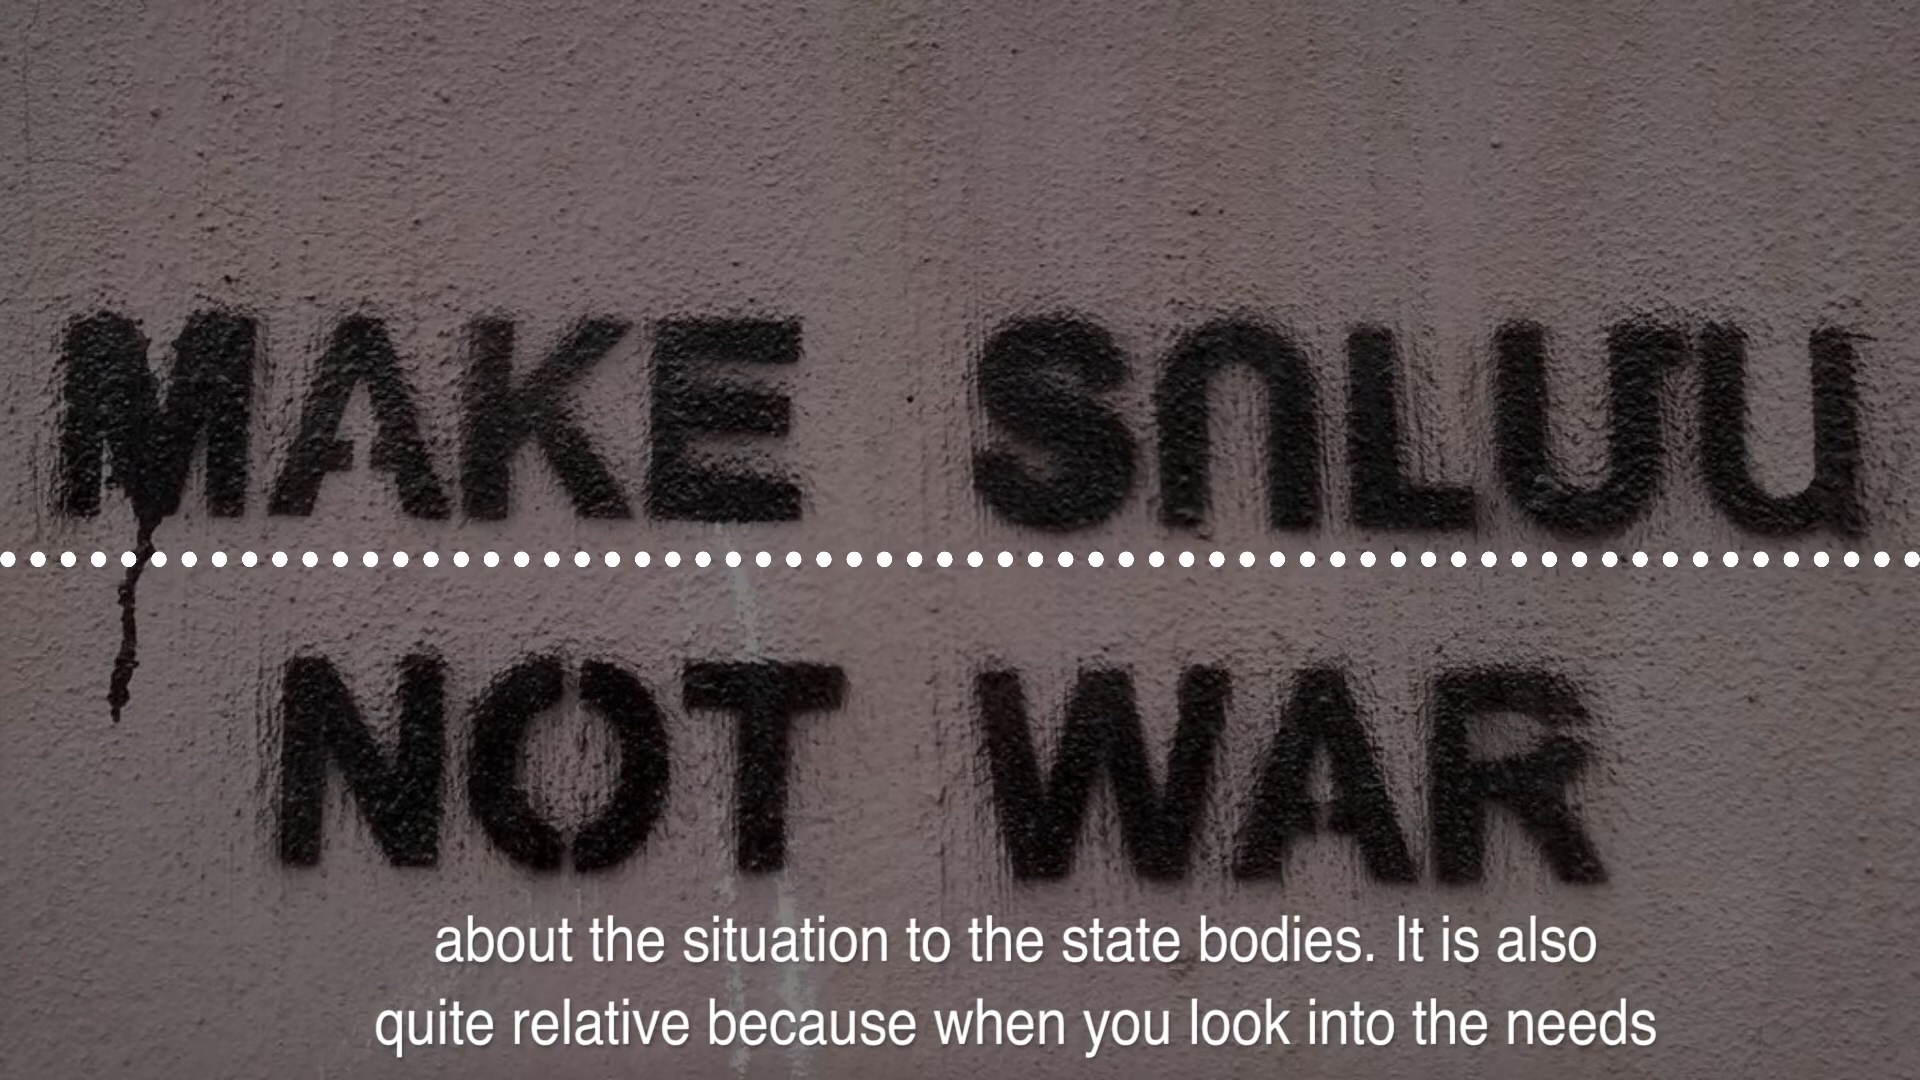 MAKE ՏՈԼՄԱ
NOT WAR
about the situation to the state bodies. It is also
quite relative because when you look into the needs